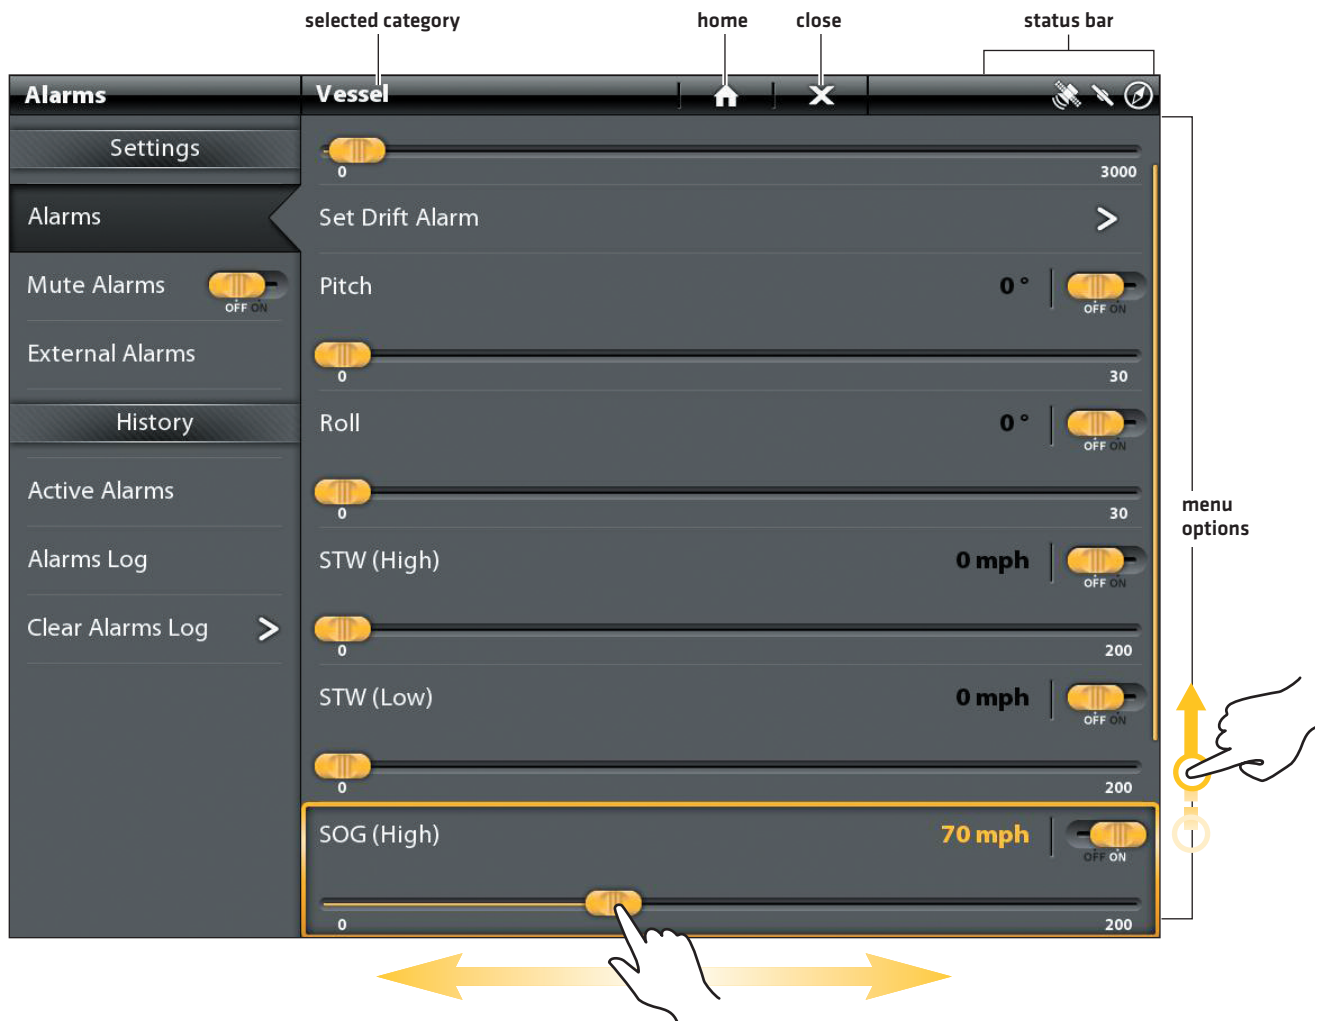 selected category
home
close
status bar
Alarms
Vessel
Settings
0
3000
Alarms
Set Drift Alarm
Mute Alarms
OFF ON
Pitch
0°
OFF ON
External Alarms
0
30
History
Roll
0°
OFF ON
Active Alarms
0
30
menu
options
Alarms Log
STW (High)
0 mph
OFF ON
Clear Alarms Log
0
200
STW (Low)
0 mph
OFF ON
0
200
SOG (High)
70 mph
OFF ON
0
200